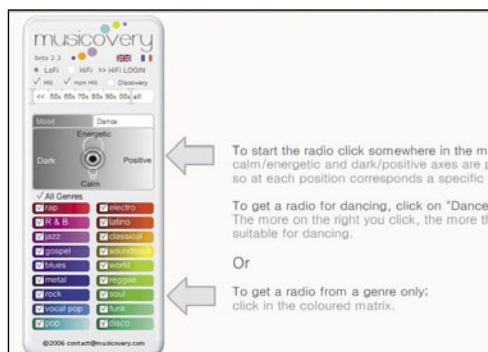 musicovery
beta 2.3
LoFi HiFi >> HiFi LOGIN
Hit non Hit Discovery
<< 50s 60s 70s 80s 90s 00s all
Mood Dance
Energetic
Dark Positive
Calm
All Genres
rap electro
R & B latino
jazz classical
gospel soundtrack
blues world
metal reggae
rock soul
vocal pop funk
pop disco
©2006 contact@musicovery.com
To start the radio click somewhere in the m
calm/energetic and dark/positive axes are p
so at each position corresponds a specific
To get a radio for dancing, click on "Dance
The more on the right you click, the more th
suitable for dancing.
Or
To get a radio from a genre only;
click in the coloured matrix.